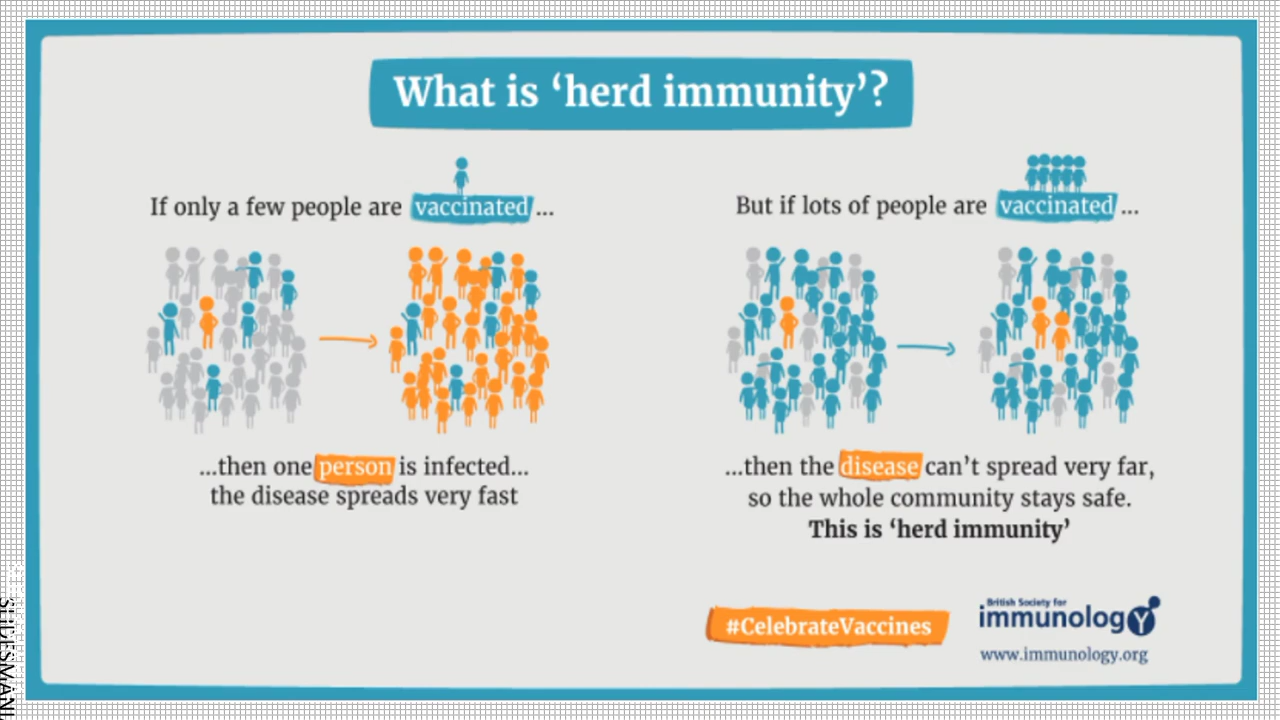 What is ‘herd immunity’?
If only a few people are vaccinated ...
...then one person is infected...
the disease spreads very fast
But if lots of people are vaccinated ...
...then the disease can’t spread very far,
so the whole community stays safe.
This is ‘herd immunity’
#CelebrateVaccines
British Society for
immunology
www.immunology.org